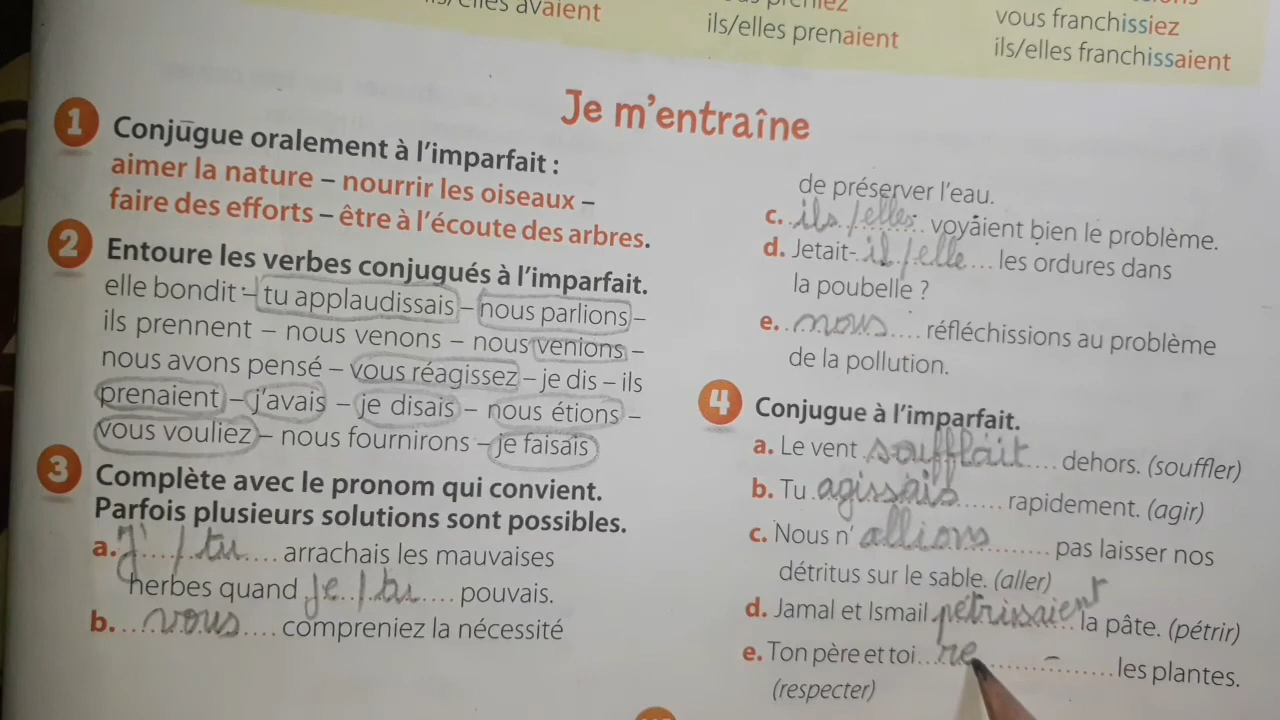 ils/elles avaient
ils/elles prenaient
vous franchissiez
ils/elles franchissaient
Je m'entraîne
1 Conjugue oralement à l'imparfait :
aimer la nature – nourrir les oiseaux –
faire des efforts – être à l'écoute des arbres.
2 Entoure les verbes conjugués à l'imparfait.
elle bondit – tu applaudissais – nous parlions –
ils prennent – nous venons – nous venions –
nous avons pensé – vous réagissez – je dis – ils
prenaient – j'avais – je disais – nous étions –
vous vouliez – nous fournirons – je faisais
3 Complète avec le pronom qui convient.
Parfois plusieurs solutions sont possibles.
a. J' / tu .... arrachais les mauvaises
herbes quand je / tu .... pouvais.
b. .... vous .... compreniez la nécessité
de préserver l'eau.
c. ils / elles voyaient bien le problème.
d. Jetait- il / elle ... les ordures dans
la poubelle ?
e. nous .... réfléchissions au problème
de la pollution.
4 Conjugue à l'imparfait.
a. Le vent soufflait .... dehors. (souffler)
b. Tu agissais ...... rapidement. (agir)
c. Nous n' allions .......... pas laisser nos
détritus sur le sable. (aller)
d. Jamal et Ismail pétrissaient la pâte. (pétrir)
e. Ton père et toi ... re ............... les plantes.
(respecter)